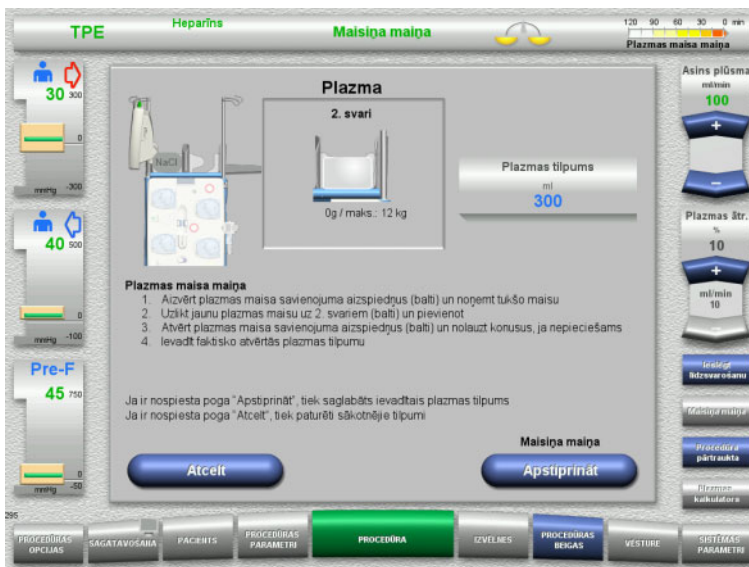 TPE
Heparīns
Maisiņa maiņa
120 90 60 30 0 min
Plazmas maisa maiņa
30 300
0
mmHg -300
40 500
0
mmHg -100
Pre-F
45 750
0
mmHg -50
Plazma
2. svari
NaCl
0g / maks.: 12 kg
Plazmas tilpums
ml
300
Plazmas maisa maiņa
1. Aizvērt plazmas maisa savienojuma aizspiedņus (balti) un noņemt tukšo maisu
2. Uzlikt jaunu plazmas maisu uz 2. svariem (balti) un pievienot
3. Atvērt plazmas maisa savienojuma aizspiedņus (balti) un nolauzt konusus, ja nepieciešams
4. Ievadīt faktisko atvērtās plazmas tilpumu
Ja ir nospiesta poga "Apstiprināt", tiek saglabāts ievadītais plazmas tilpums
Ja ir nospiesta poga "Atcelt", tiek paturēti sākotnējie tilpumi
Maisiņa maiņa
Atcelt
Apstiprināt
Asins plūsma
ml/min
100
+
−
Plazmas ātr.
%
10
+
ml/min
10
−
Ieslēgt
līdzsvarošanu
Maisiņa maiņa
Procedūra
pārtraukta
Plazmas
kalkulators
295
PROCEDŪRAS
OPCIJAS
SAGATAVOŠANA
PACIENTS
PROCEDŪRAS
PARAMETRI
PROCEDŪRA
IZVĒLNES
PROCEDŪRAS
BEIGAS
VĒSTURE
SISTĒMAS
PARAMETRI